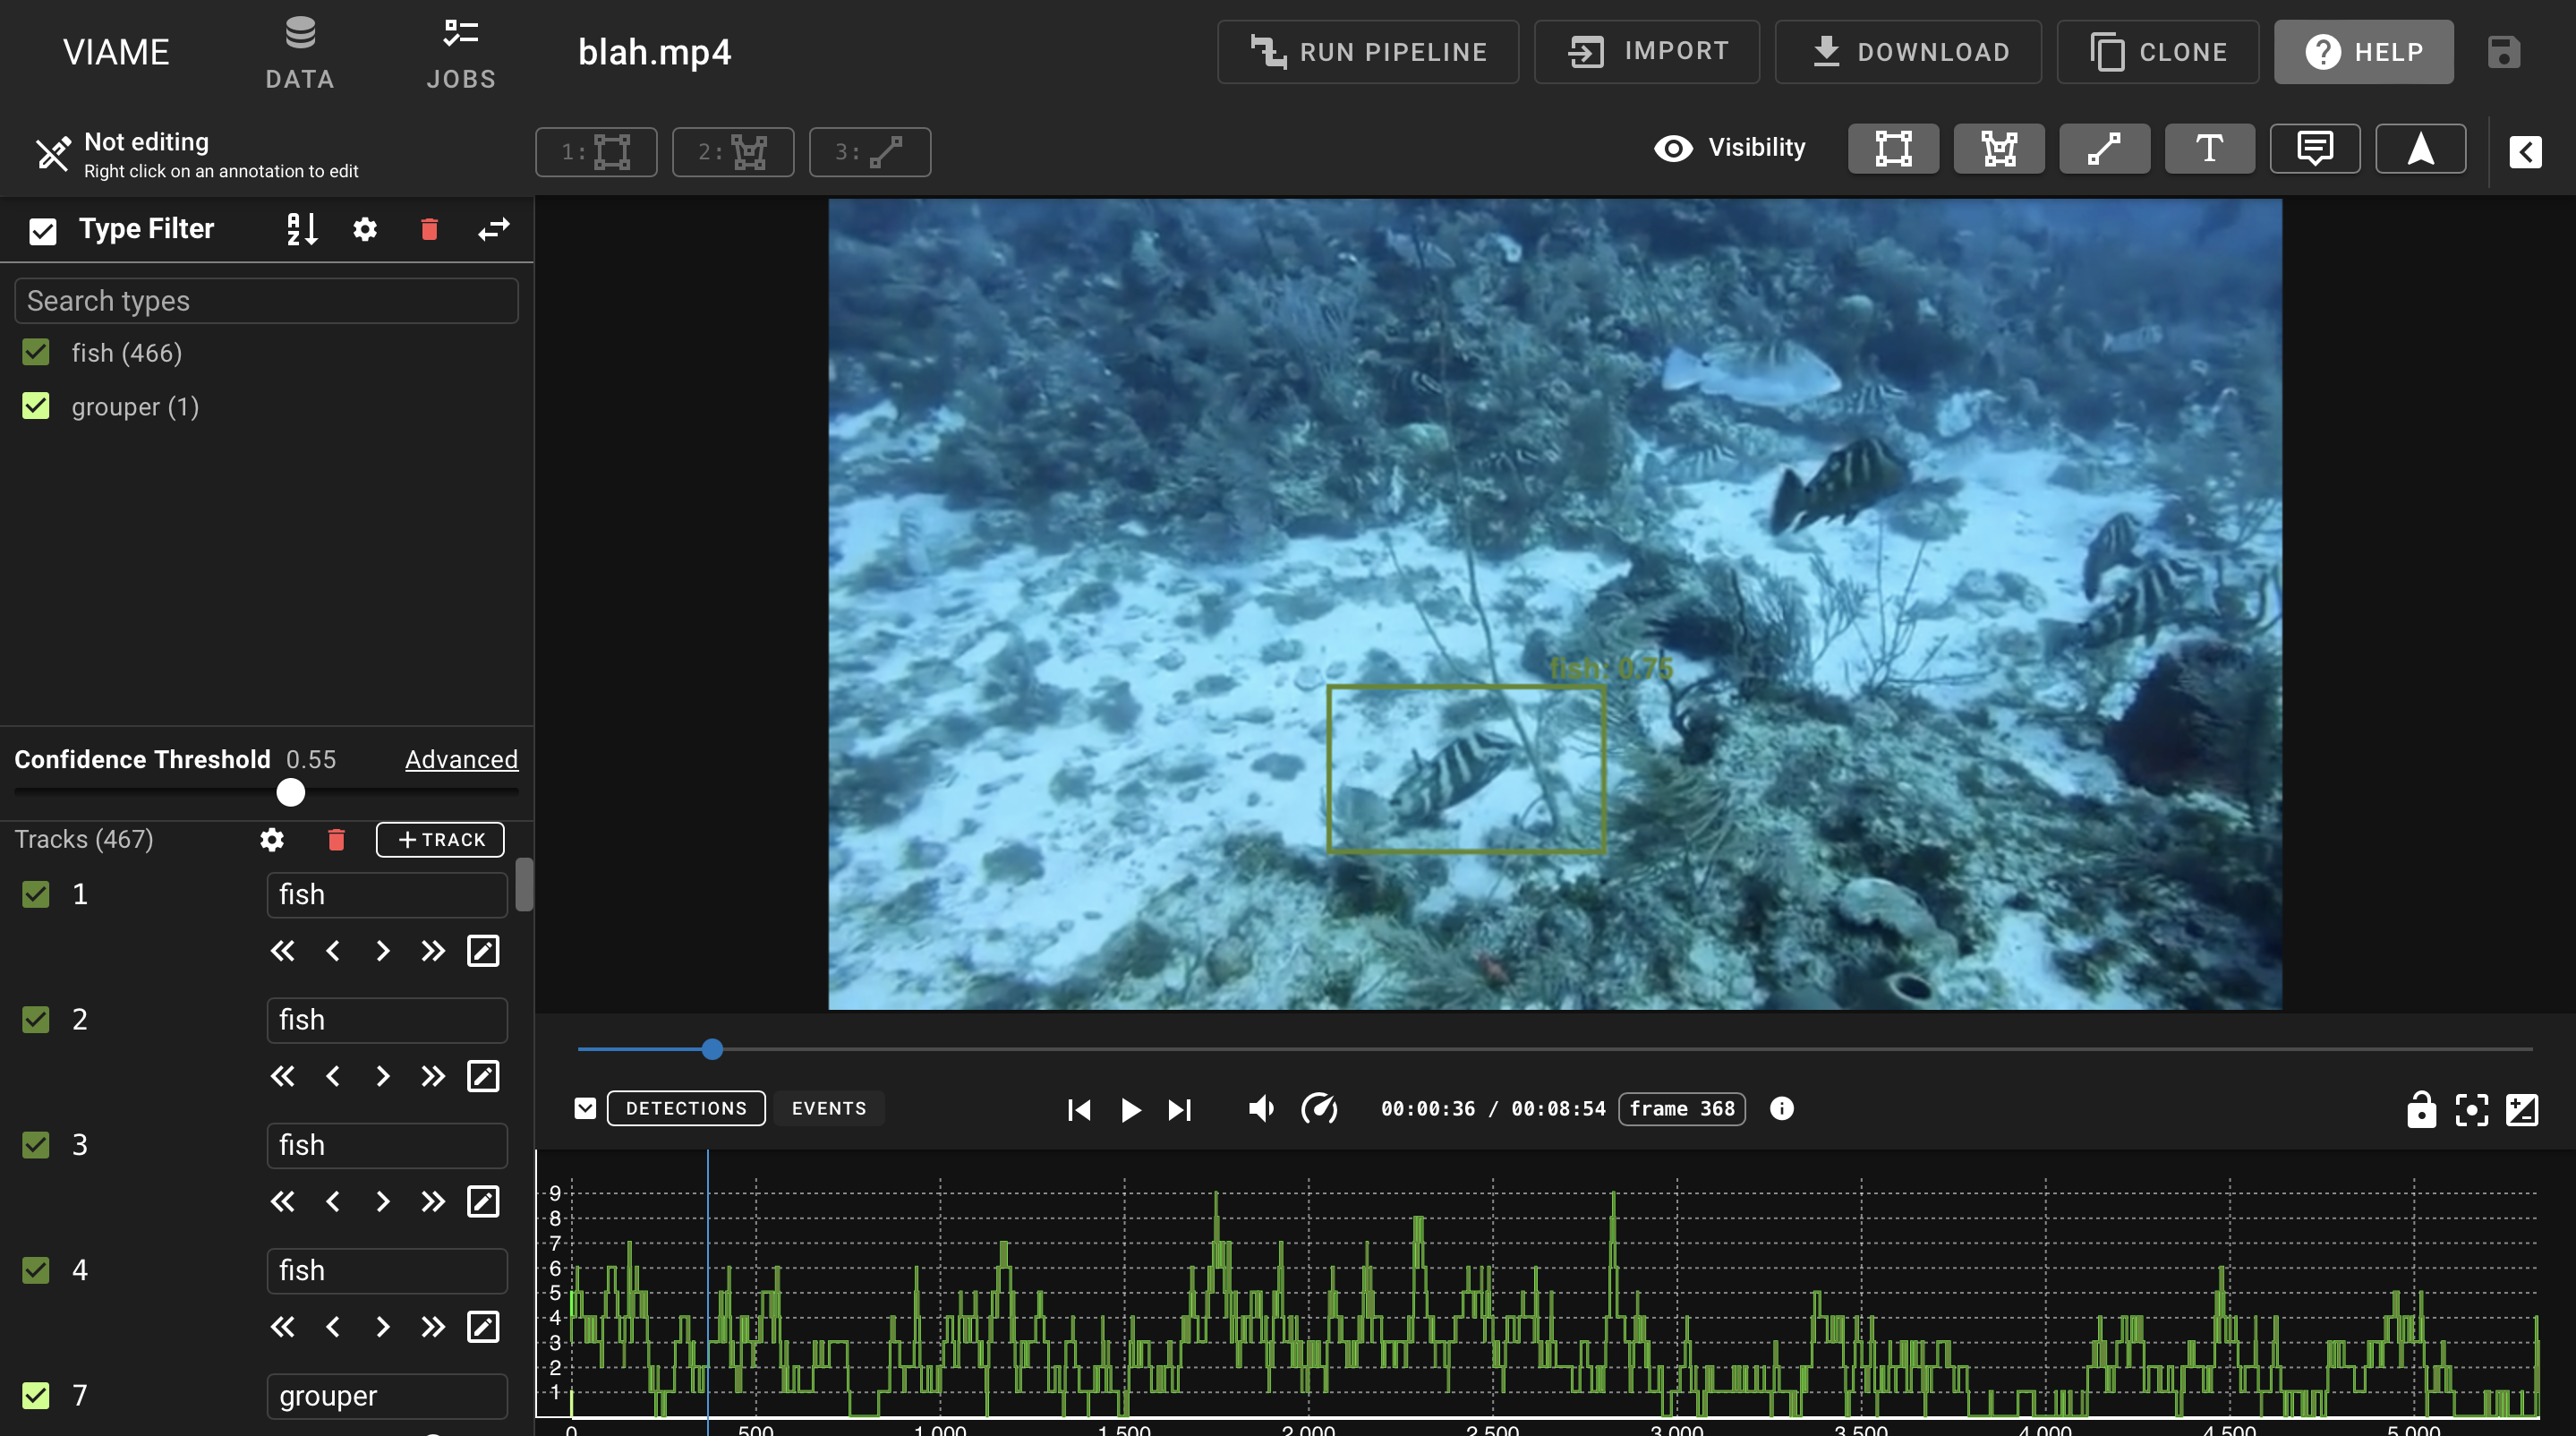 VIAME
DATA
JOBS
blah.mp4
RUN PIPELINE
IMPORT
DOWNLOAD
CLONE
HELP
Not editing
Right click on an annotation to edit
1:
2:
3:
Visibility
T
Type Filter
Search types
fish (466)
grouper (1)
Confidence Threshold 0.55 Advanced
Tracks (467)
+ TRACK
1 fish
2 fish
3 fish
4 fish
7 grouper
fish: 0.75
DETECTIONS
EVENTS
00:00:36 / 00:08:54 frame 368
9
8
7
6
5
4
3
2
1
0 500 1,000 1,500 2,000 2,500 3,000 3,500 4,000 4,500 5,000